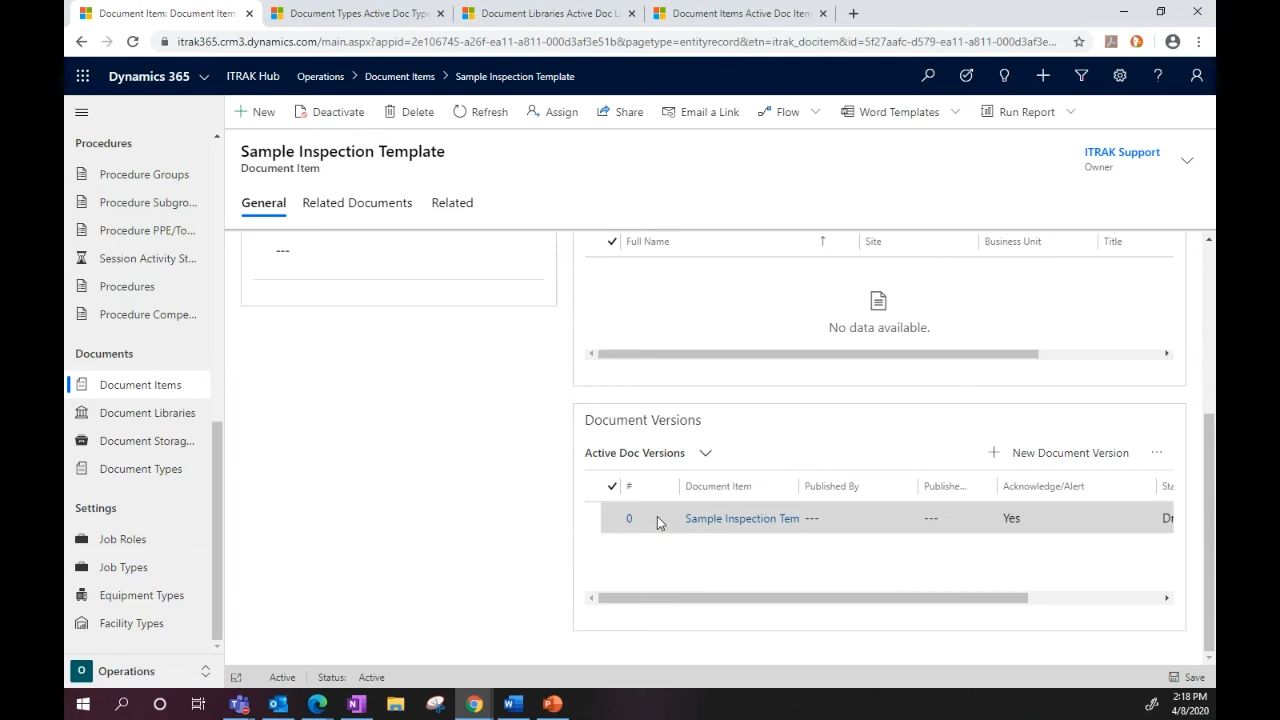 Document Item: Document Item
Document Types Active Doc Typ
Document Libraries Active Doc L
Document Items Active Doc Item
itrak365.crm3.dynamics.com/main.aspx?appid=2e106745-a26f-ea11-a811-000d3af3e51b&pagetype=entityrecord&etn=itrak_docitem&id=5f27aafc-d579-ea11-a811-000d3af3e...
Dynamics 365
ITRAK Hub
Operations > Document Items > Sample Inspection Template
New
Deactivate
Delete
Refresh
Assign
Share
Email a Link
Flow
Word Templates
Run Report
Procedures
Procedure Groups
Procedure Subgro...
Procedure PPE/To...
Session Activity St...
Procedures
Procedure Compe...
Documents
Document Items
Document Libraries
Document Storag...
Document Types
Settings
Job Roles
Job Types
Equipment Types
Facility Types
O Operations
Sample Inspection Template
Document Item
ITRAK Support
Owner
General
Related Documents
Related
---
Full Name
Site
Business Unit
Title
No data available.
Document Versions
Active Doc Versions
New Document Version
#
Document Item
Published By
Publishe...
Acknowledge/Alert
Sta
0
Sample Inspection Tem
---
---
Yes
Dr
Active
Status: Active
Save
2:18 PM
4/8/2020